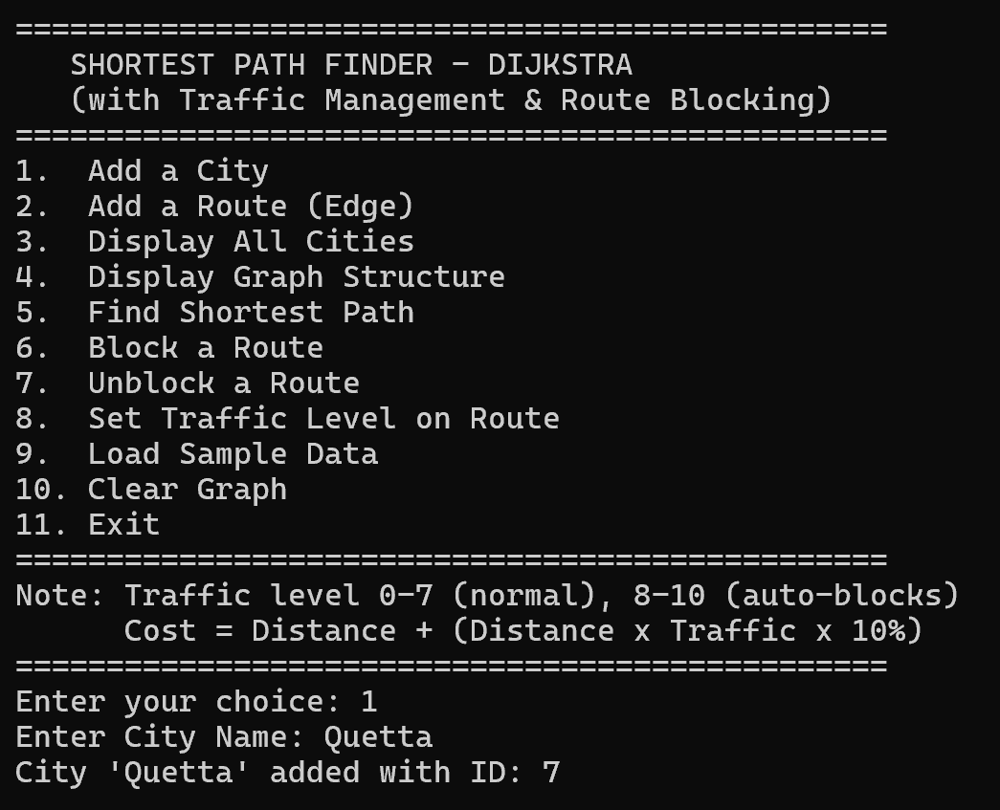 ================================================
   SHORTEST PATH FINDER - DIJKSTRA
   (with Traffic Management & Route Blocking)
================================================
1.  Add a City
2.  Add a Route (Edge)
3.  Display All Cities
4.  Display Graph Structure
5.  Find Shortest Path
6.  Block a Route
7.  Unblock a Route
8.  Set Traffic Level on Route
9.  Load Sample Data
10. Clear Graph
11. Exit
================================================
Note: Traffic level 0-7 (normal), 8-10 (auto-blocks)
      Cost = Distance + (Distance x Traffic x 10%)
================================================
Enter your choice: 1
Enter City Name: Quetta
City 'Quetta' added with ID: 7